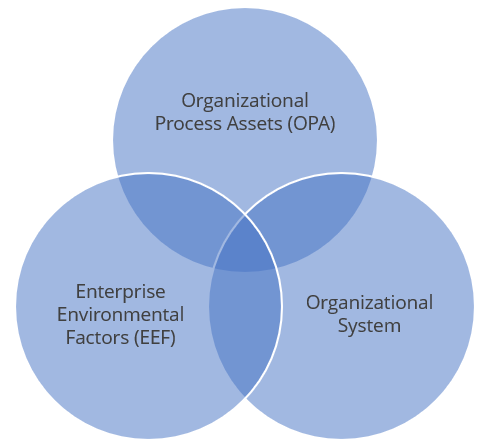 Organizational
Process Assets (OPA)
Enterprise
Environmental
Factors (EEF)
Organizational
System